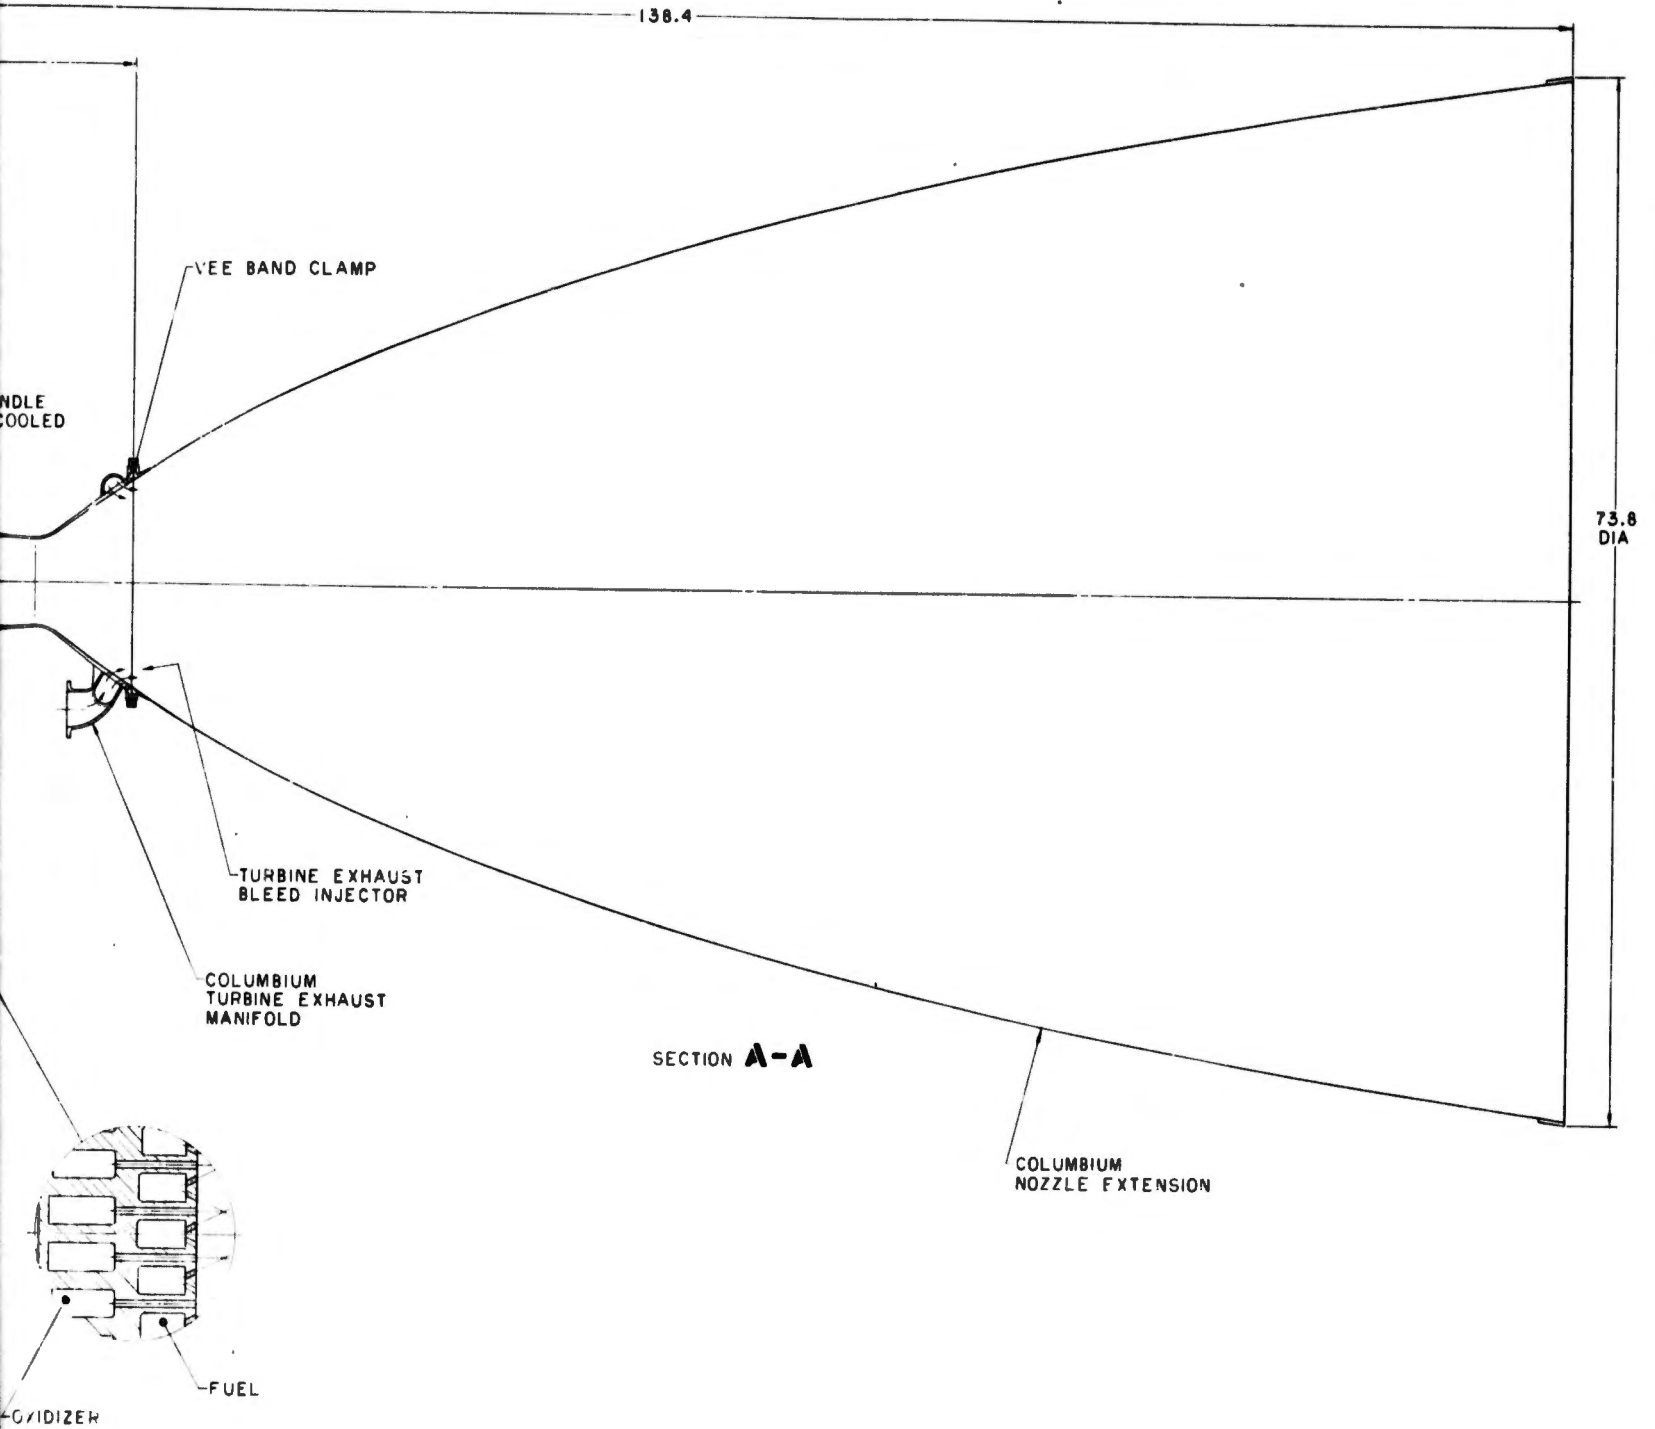 138.4
VEE BAND CLAMP
NDLE
COOLED
73.8
DIA
TURBINE EXHAUST
BLEED INJECTOR
COLUMBIUM
TURBINE EXHAUST
MANIFOLD
SECTION A-A
COLUMBIUM
NOZZLE EXTENSION
FUEL
OXIDIZER